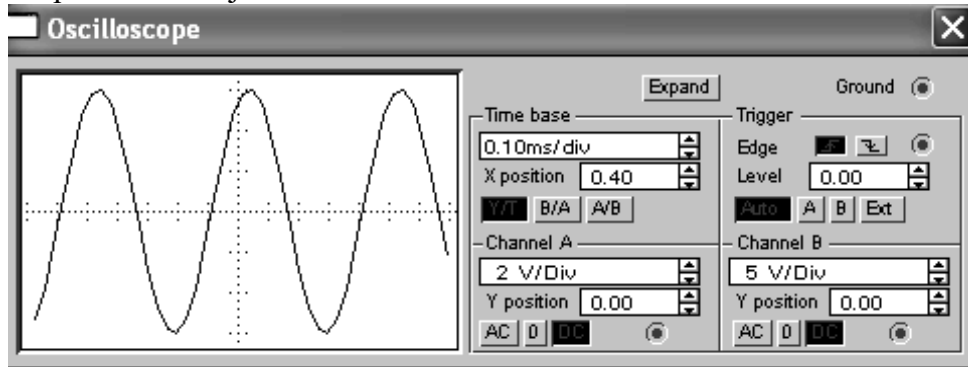 Oscilloscope
Expand
Ground
Time base
0.10ms/div
X position 0.40
Y/T B/A A/B
Trigger
Edge
Level 0.00
Auto A B Ext
Channel A
2 V/Div
Y position 0.00
AC 0 DC
Channel B
5 V/Div
Y position 0.00
AC 0 DC